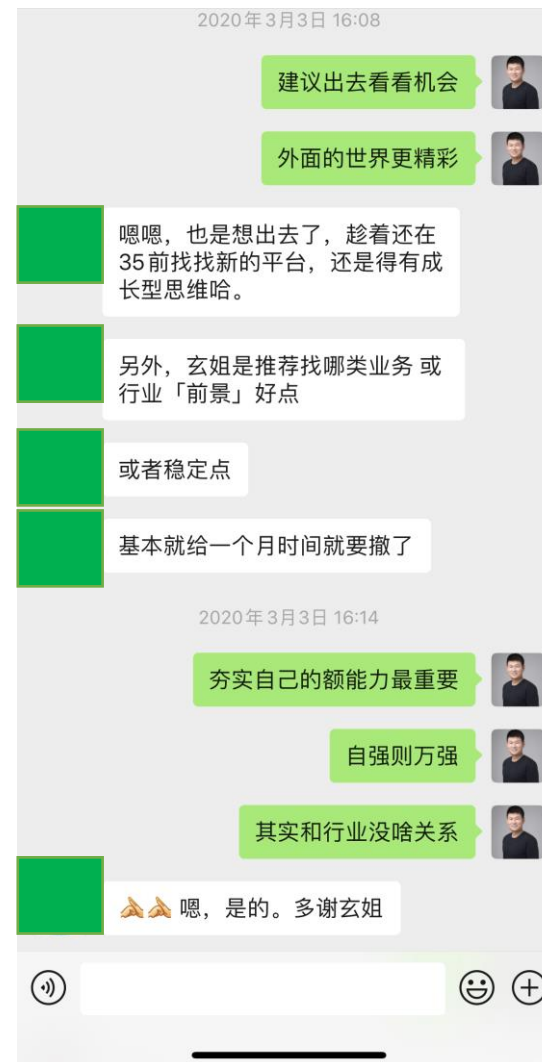 2020年3月3日 16:08
建议出去看看机会
外面的世界更精彩
嗯嗯，也是想出去了，趁着还在
35前找找新的平台，还是得有成
长型思维哈。
另外，玄姐是推荐找哪类业务 或
行业「前景」好点
或者稳定点
基本就给一个月时间就要撤了
2020年3月3日 16:14
夯实自己的额能力最重要
自强则万强
其实和行业没啥关系
🙏🙏 嗯，是的。多谢玄姐